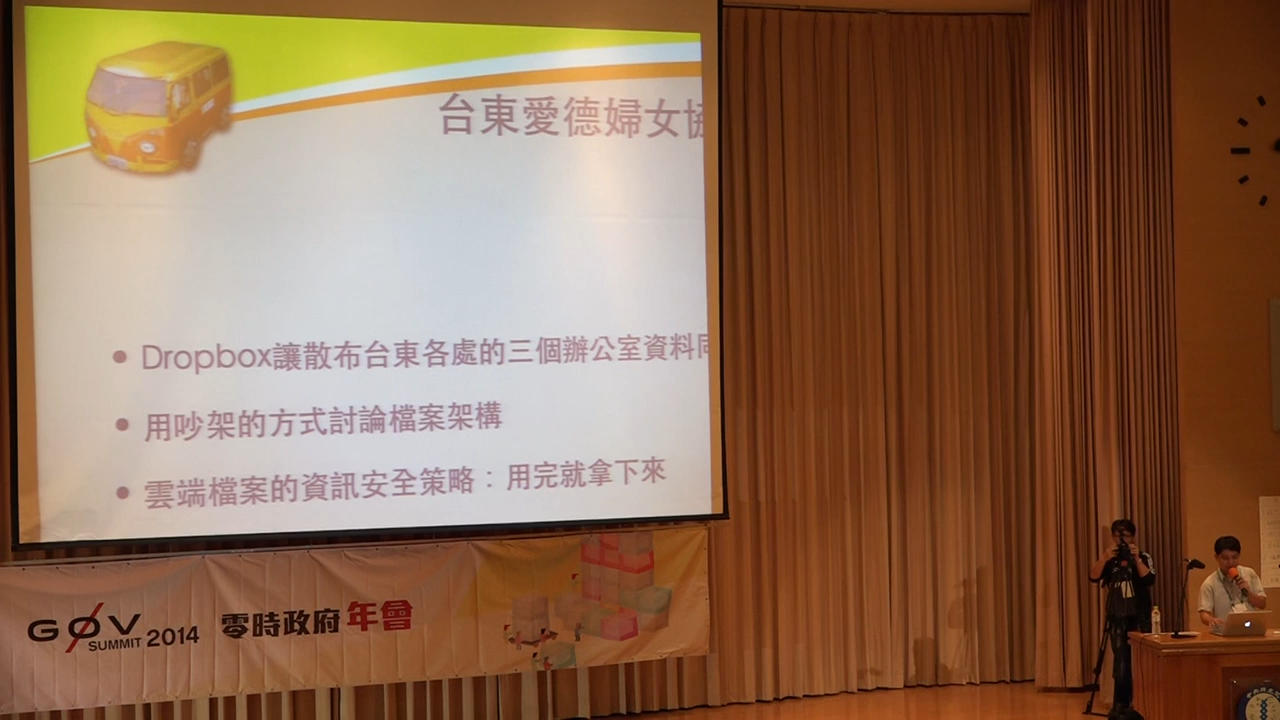 台東愛德婦女協
Dropbox讓散布台東各處的三個辦公室資料同
用吵架的方式討論檔案架構
雲端檔案的資訊安全策略：用完就拿下來
GØV SUMMIT 2014 零時政府年會